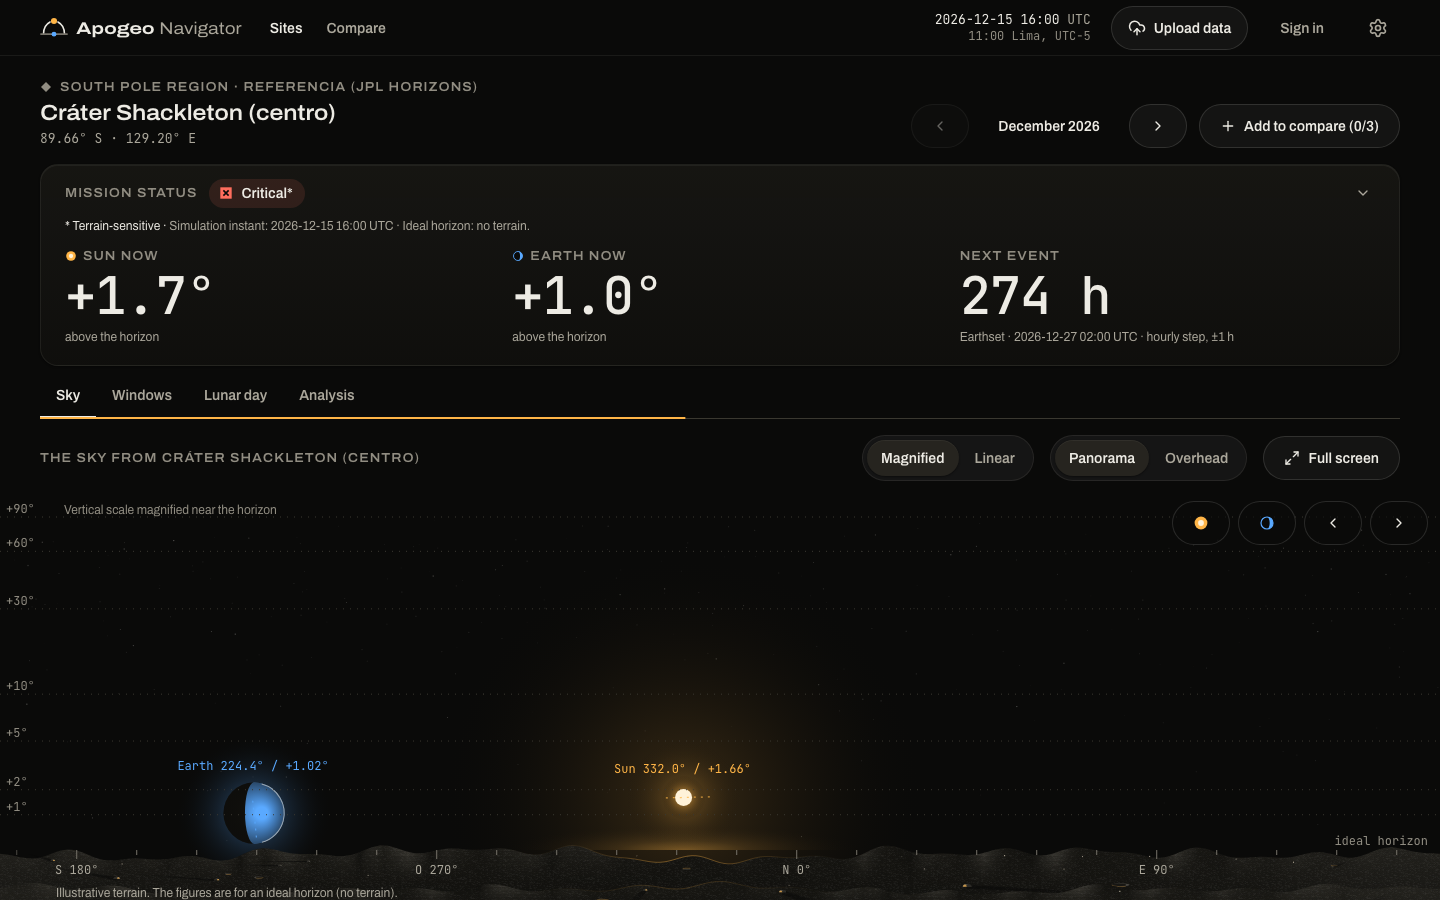 Apogeo Navigator
Sites
Compare
2026-12-15 16:00 UTC
11:00 Lima, UTC-5
Upload data
Sign in
SOUTH POLE REGION · REFERENCIA (JPL HORIZONS)
Cráter Shackleton (centro)
89.66° S · 129.20° E
December 2026
Add to compare (0/3)
MISSION STATUS
Critical*
* Terrain-sensitive · Simulation instant: 2026-12-15 16:00 UTC · Ideal horizon: no terrain.
SUN NOW
+1.7°
above the horizon
EARTH NOW
+1.0°
above the horizon
NEXT EVENT
274 h
Earthset · 2026-12-27 02:00 UTC · hourly step, ±1 h
Sky
Windows
Lunar day
Analysis
THE SKY FROM CRÁTER SHACKLETON (CENTRO)
Magnified
Linear
Panorama
Overhead
Full screen
+90°
Vertical scale magnified near the horizon
+60°
+30°
+10°
+5°
Earth 224.4° / +1.02°
Sun 332.0° / +1.66°
+2°
+1°
ideal horizon
S 180°
O 270°
N 0°
E 90°
Illustrative terrain. The figures are for an ideal horizon (no terrain).